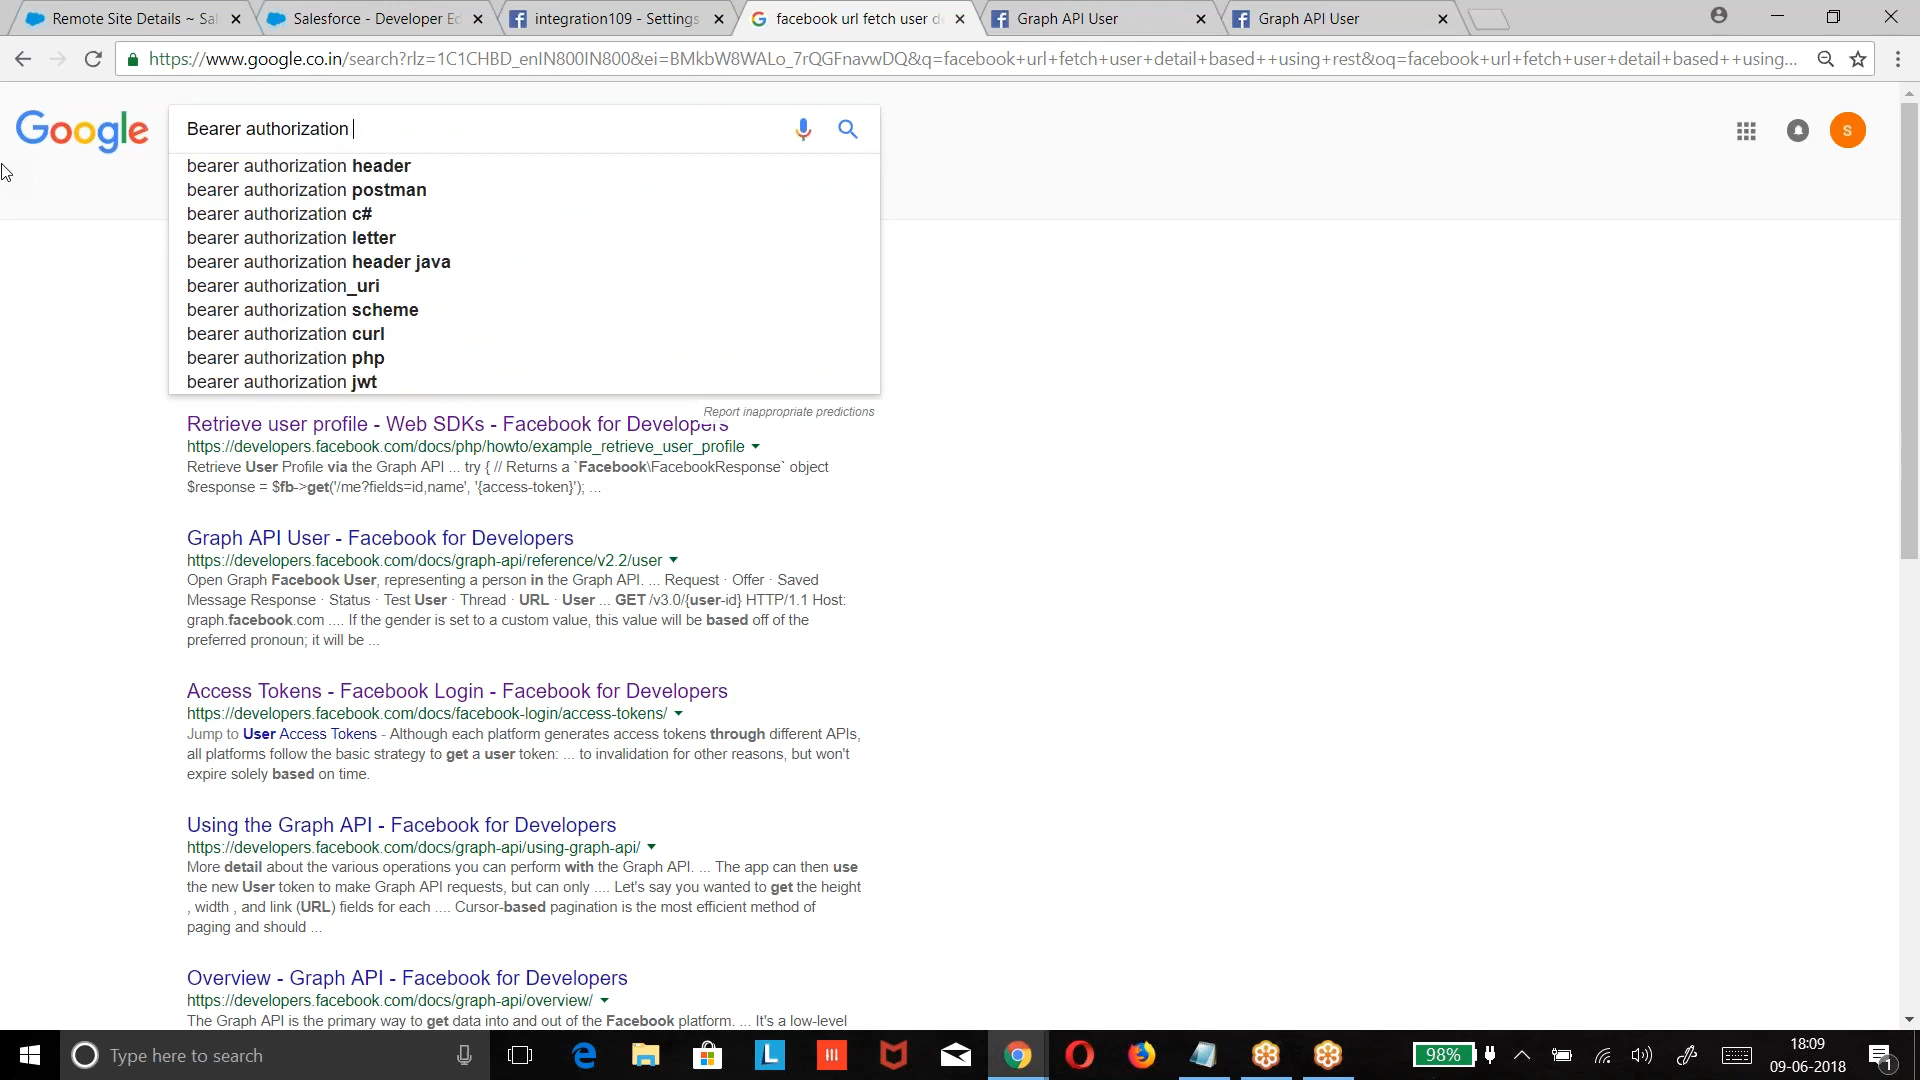 Remote Site Details ~ Sal
Salesforce - Developer Ed
integration109 - Settings
facebook url fetch user de
Graph API User
Graph API User
https://www.google.co.in/search?rlz=1C1CHBD_enIN800IN800&ei=BMkbW8WALo_7rQGFnavwDQ&q=facebook+url+fetch+user+detail+based++using+rest&oq=facebook+url+fetch+user+detail+based++using...
Google
Bearer authorization
S
bearer authorization header
bearer authorization postman
bearer authorization c#
bearer authorization letter
bearer authorization header java
bearer authorization_uri
bearer authorization scheme
bearer authorization curl
bearer authorization php
bearer authorization jwt
Report inappropriate predictions
Retrieve user profile - Web SDKs - Facebook for Developers
https://developers.facebook.com/docs/php/howto/example_retrieve_user_profile
Retrieve User Profile via the Graph API ... try { // Returns a `Facebook\FacebookResponse` object
$response = $fb->get('/me?fields=id,name', '{access-token}'); ...
Graph API User - Facebook for Developers
https://developers.facebook.com/docs/graph-api/reference/v2.2/user
Open Graph Facebook User, representing a person in the Graph API. ... Request · Offer · Saved
Message Response · Status · Test User · Thread · URL · User ... GET /v3.0/{user-id} HTTP/1.1 Host:
graph.facebook.com .... If the gender is set to a custom value, this value will be based off of the
preferred pronoun; it will be ...
Access Tokens - Facebook Login - Facebook for Developers
https://developers.facebook.com/docs/facebook-login/access-tokens/
Jump to User Access Tokens - Although each platform generates access tokens through different APIs,
all platforms follow the basic strategy to get a user token: ... to invalidation for other reasons, but won't
expire solely based on time.
Using the Graph API - Facebook for Developers
https://developers.facebook.com/docs/graph-api/using-graph-api/
More detail about the various operations you can perform with the Graph API. ... The app can then use
the new User token to make Graph API requests, but can only .... Let's say you wanted to get the height
, width , and link (URL) fields for each .... Cursor-based pagination is the most efficient method of
paging and should ...
Overview - Graph API - Facebook for Developers
https://developers.facebook.com/docs/graph-api/overview/
The Graph API is the primary way to get data into and out of the Facebook platform. ... It's a low-level
Type here to search
L
98%
18:09
09-06-2018
1